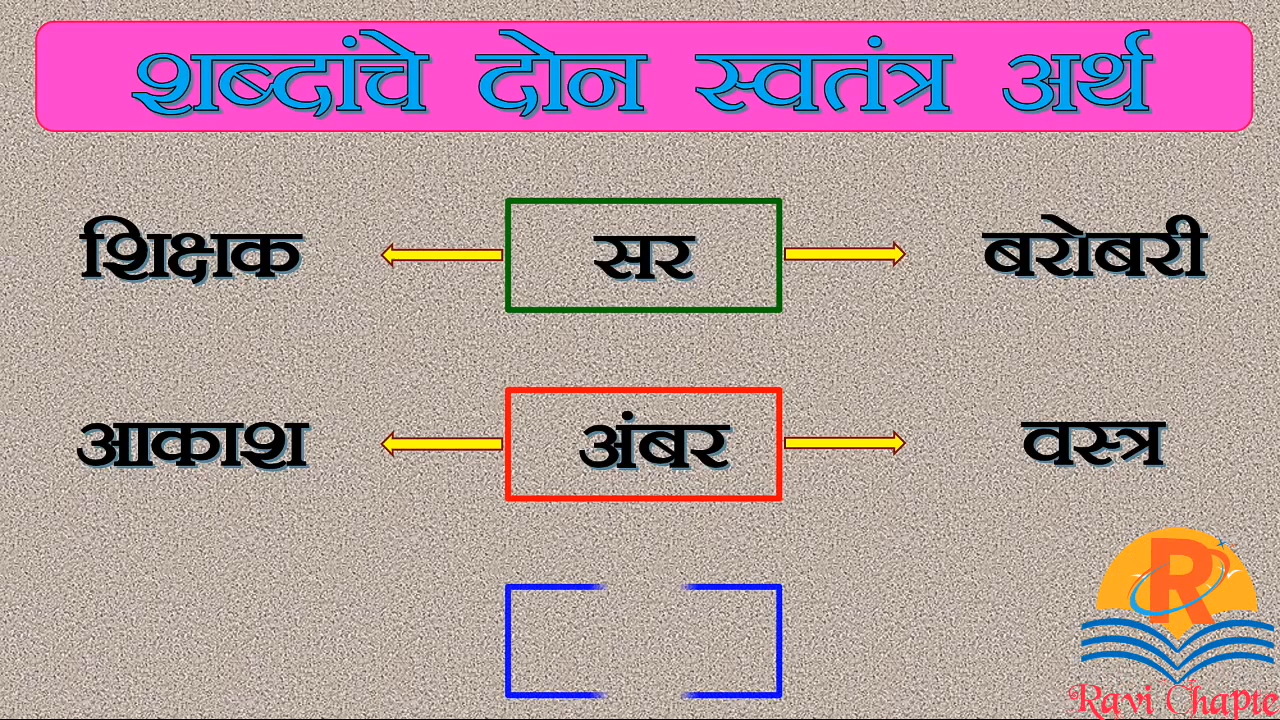 शब्दांचे दोन स्वतंत्र अर्थ
शिक्षक सर बरोबरी
आकाश अंबर वस्त्र
R
Ravi Chapte